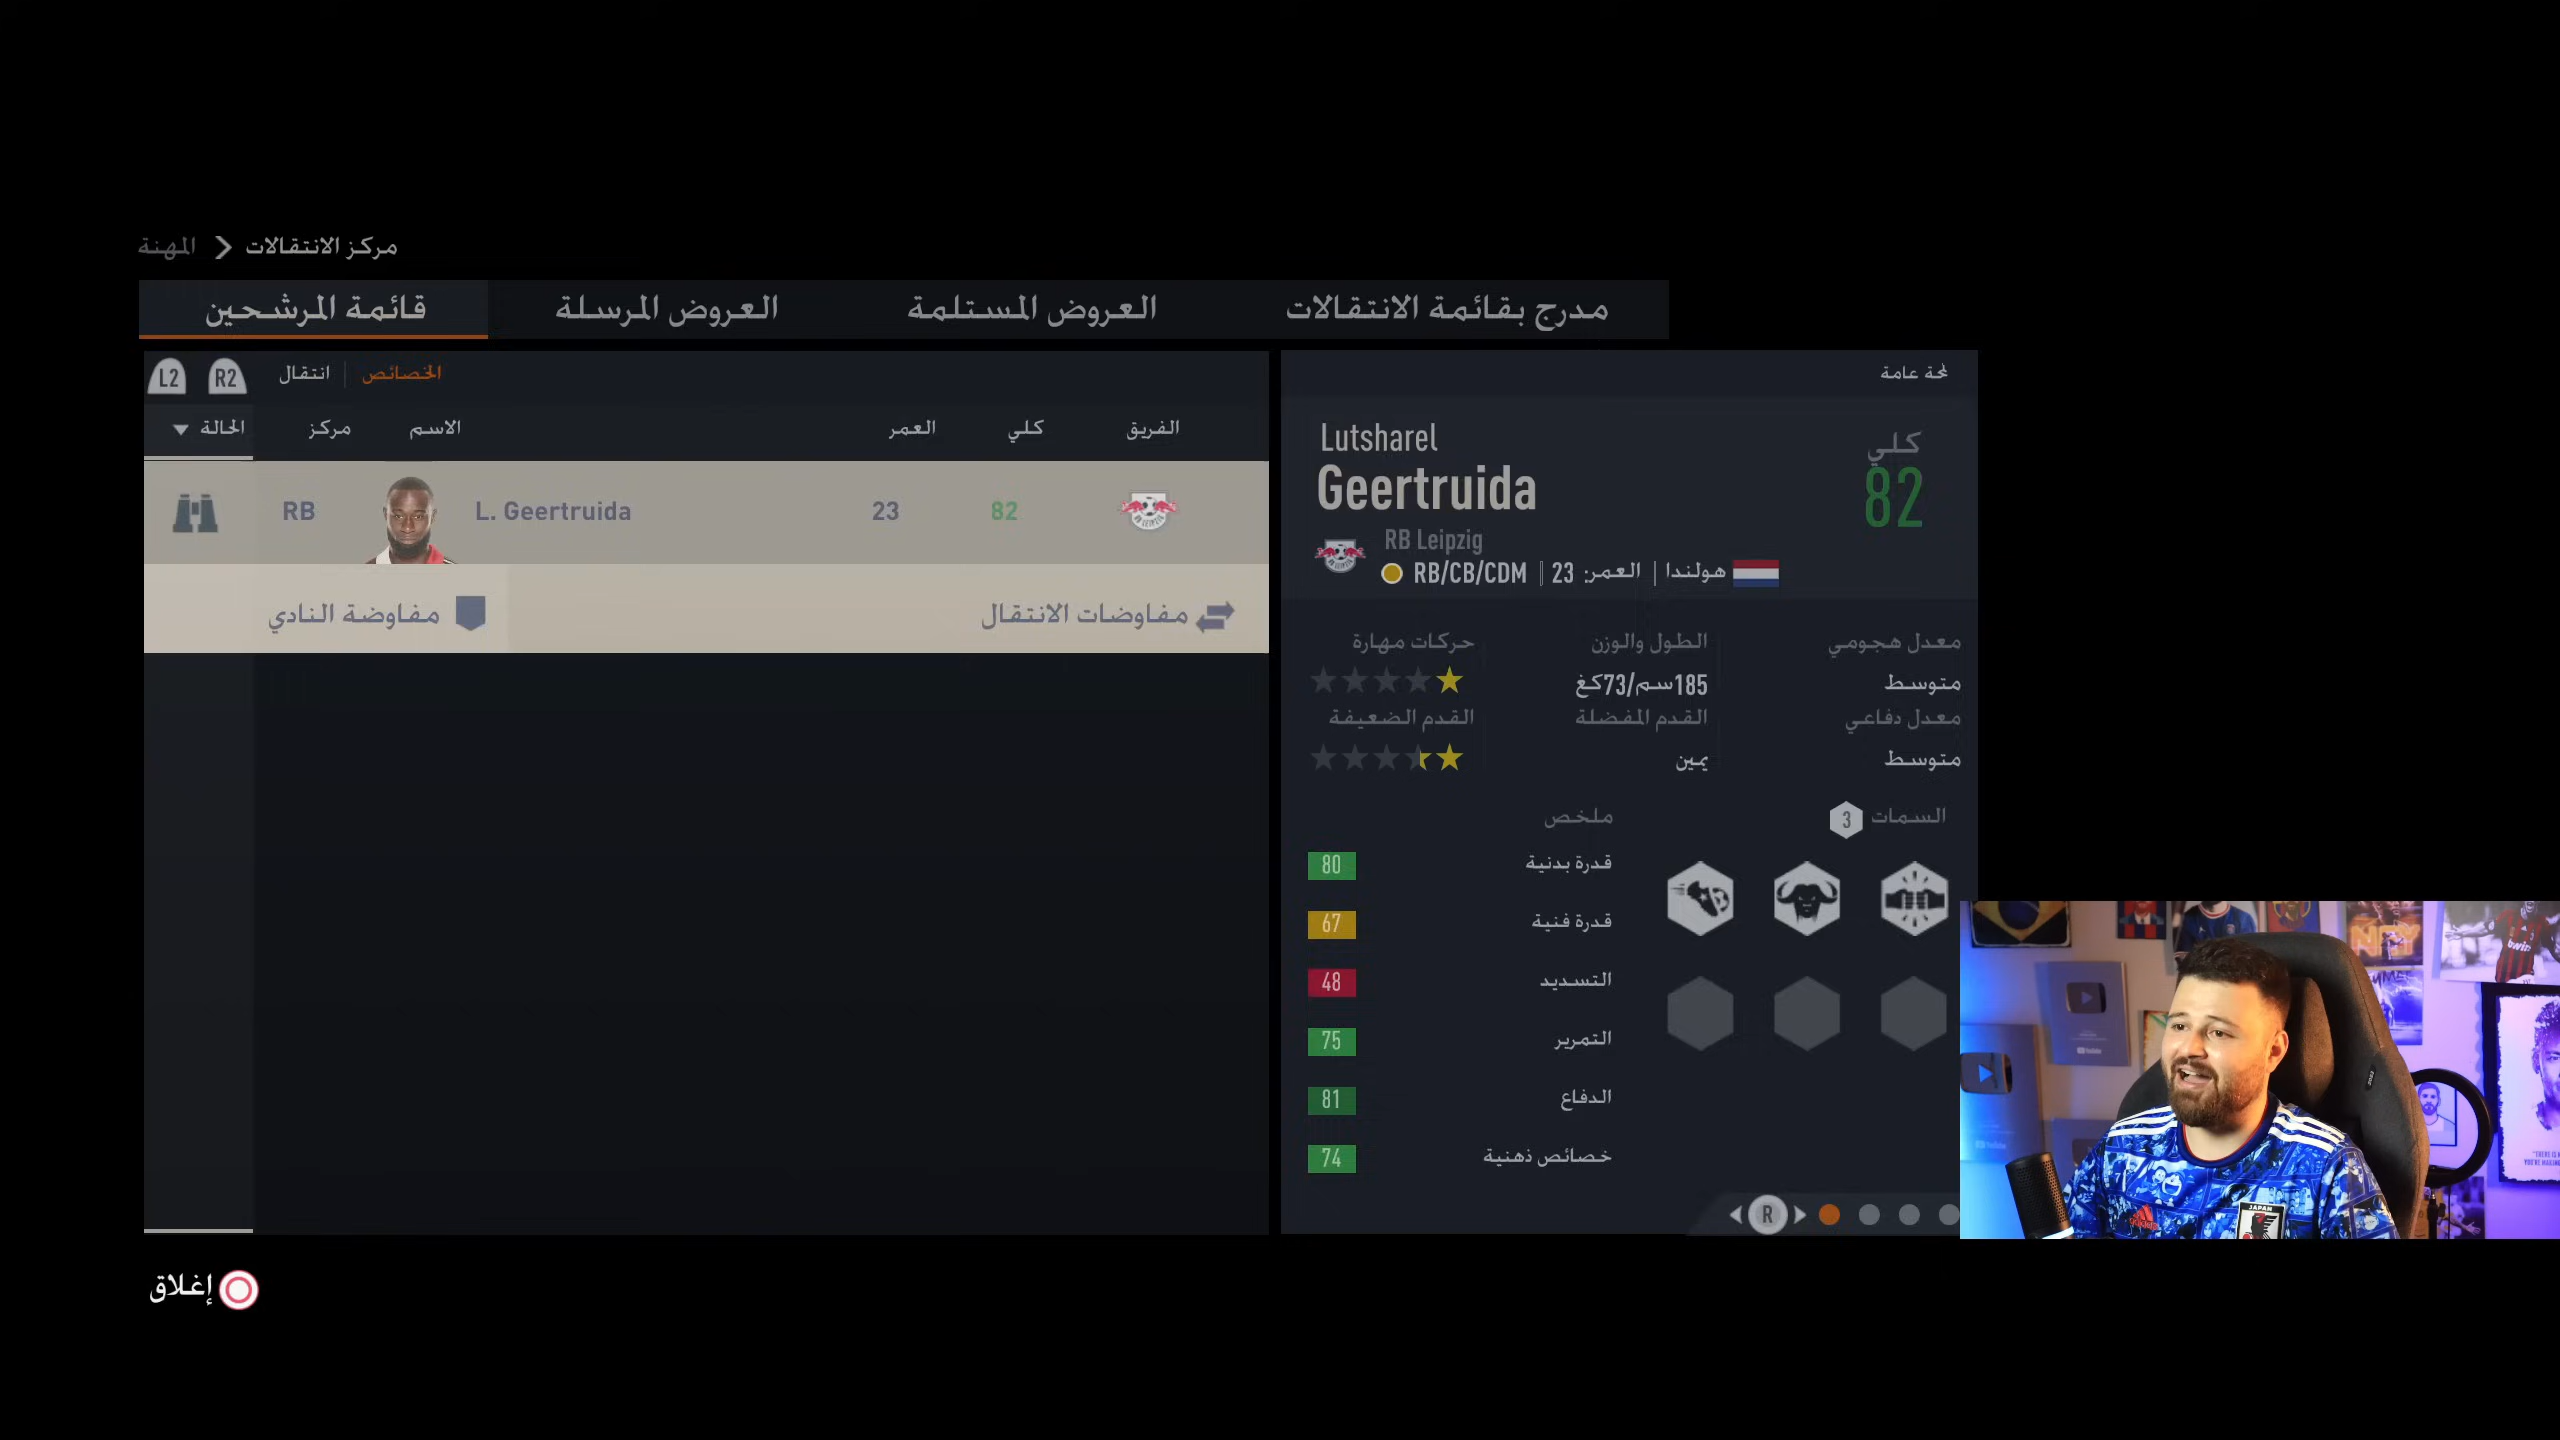 المهنة > مركز الانتقالات
قائمة المرشحين العروض المرسلة العروض المستلمة مدرج بقائمة الانتقالات
L2 R2 انتقال | الخصائص
الحالة مركز الاسم العمر كلي الفريق
RB L. Geertruida 23 82
مفاوضة النادي مفاوضات الانتقال
لمحة عامة
Lutsharel
Geertruida
كلي
82
RB Leipzig
RB/CB/CDM | العمر: 23 | هولندا
حركات مهارة الطول والوزن معدل هجومي
185سم/73كغ متوسط
القدم الضعيفة القدم المفضلة معدل دفاعي
يمين متوسط
ملخص السمات 3
80 قدرة بدنية
67 قدرة فنية
48 التسديد
75 التمرير
81 الدفاع
74 خصائص ذهنية
R
إغلاق
JAPAN